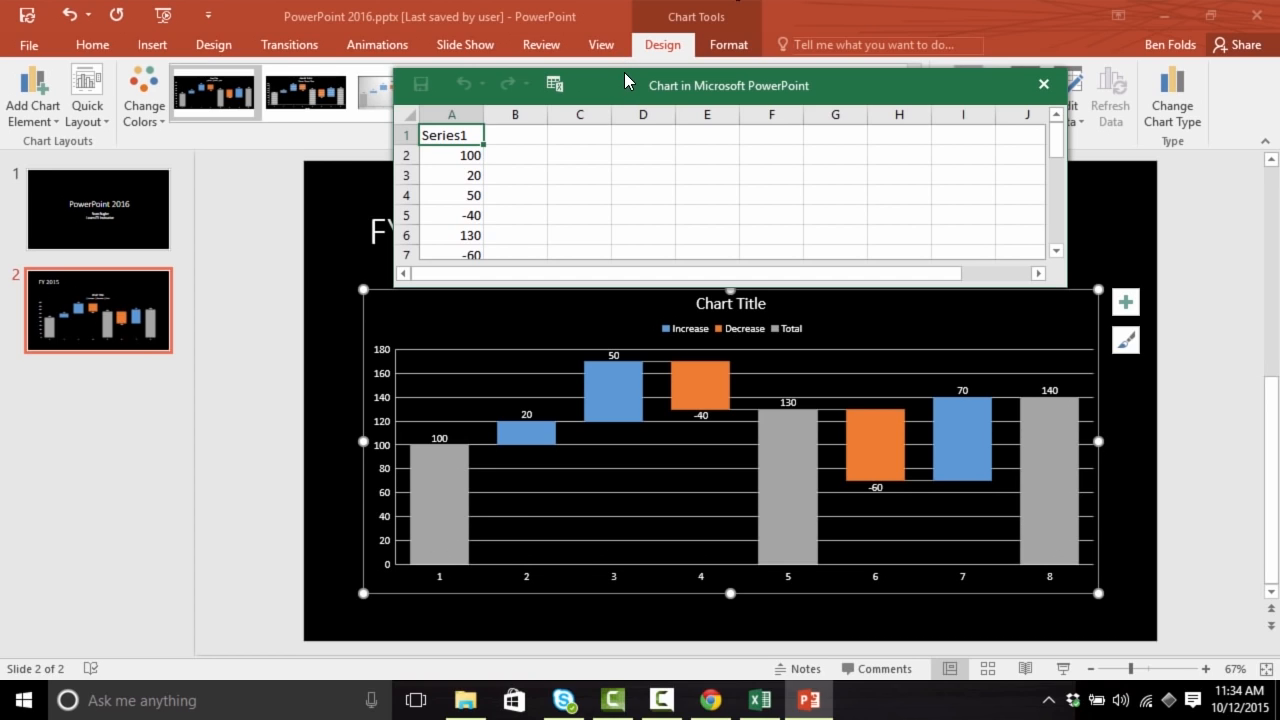 PowerPoint 2016.pptx [Last saved by user] - PowerPoint
Chart Tools
File Home Insert Design Transitions Animations Slide Show Review View Design Format Tell me what you want to do... Ben Folds Share
Add Chart Element
Quick Layout
Change Colors
Refresh Data
Change Chart Type
Chart Layouts
Type
Chart in Microsoft PowerPoint
A B C D E F G H I J
1 Series1
2 100
3 20
4 50
5 -40
6 130
7 -60
1
PowerPoint 2016
2
FY 2015
FY
Chart Title
Increase Decrease Total
180
160
140
120
100
80
60
40
20
0
100
20
50
-40
130
-60
70
140
1 2 3 4 5 6 7 8
Slide 2 of 2
Notes Comments
67%
Ask me anything
11:34 AM
10/12/2015